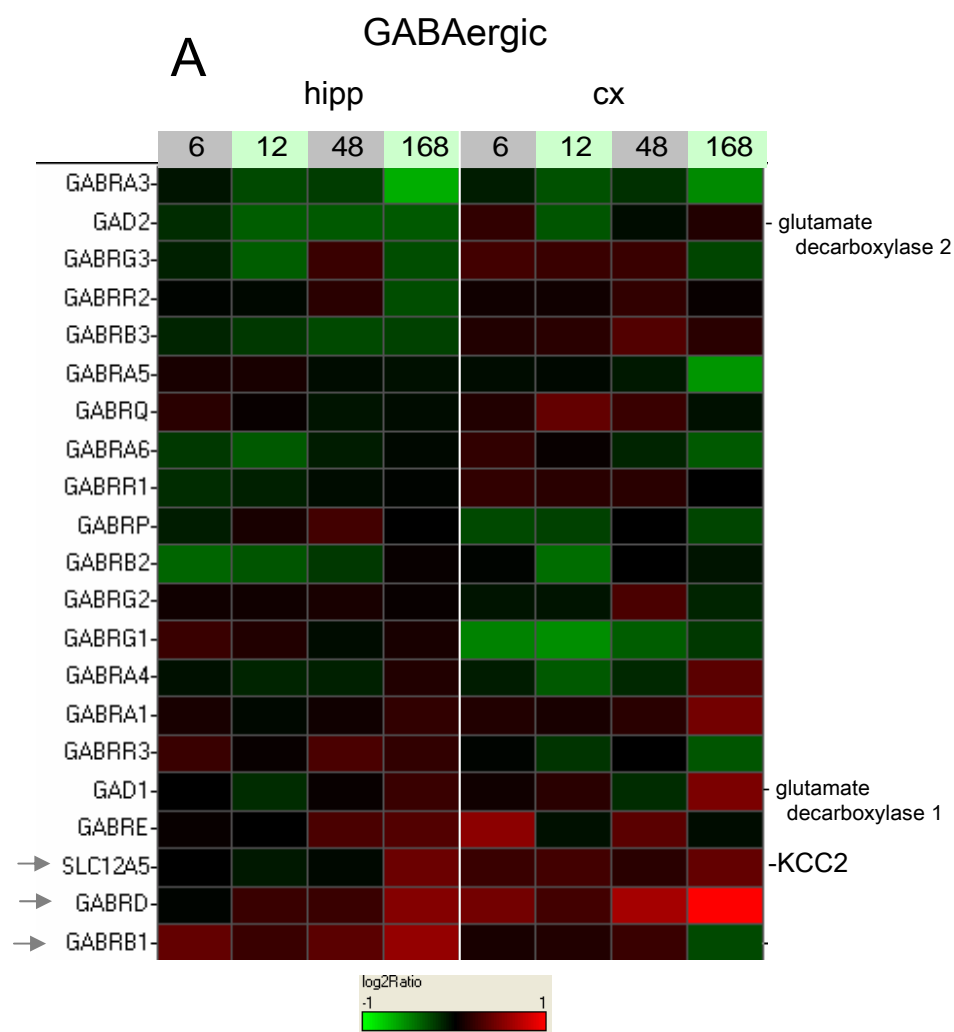 GABAergic
A
hipp cx
6 12 48 168 6 12 48 168
GABRA3-
GAD2- - glutamate
decarboxylase 2
GABRG3-
GABRR2-
GABRB3-
GABRA5-
GABRQ-
GABRA6-
GABRR1-
GABRP-
GABRB2-
GABRG2-
GABRG1-
GABRA4-
GABRA1-
GABRR3-
GAD1- - glutamate
decarboxylase 1
GABRE-
SLC12A5- -KCC2
GABRD-
GABRB1- -
log2Ratio
-1 1